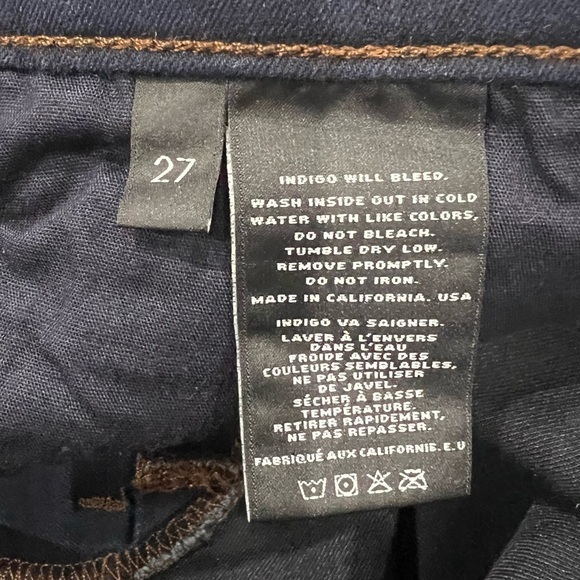 27
INDIGO WILL BLEED.
WASH INSIDE OUT IN COLD
WATER WITH LIKE COLORS,
DO NOT BLEACH.
TUMBLE DRY LOW.
REMOVE PROMPTLY.
DO NOT IRON.
MADE IN CALIFORNIA. USA
INDIGO VA SAIGNER.
LAVER À L'ENVERS
DANS L'EAU
FROIDE AVEC DES
COULEURS SEMBLABLES,
NE PAS UTILISER
DE JAVEL.
SÉCHER À BASSE
TEMPÉRATURE.
RETIRER RAPIDEMENT,
NE PAS REPASSER.
FABRIQUÉ AUX CALIFORNIE.E.U